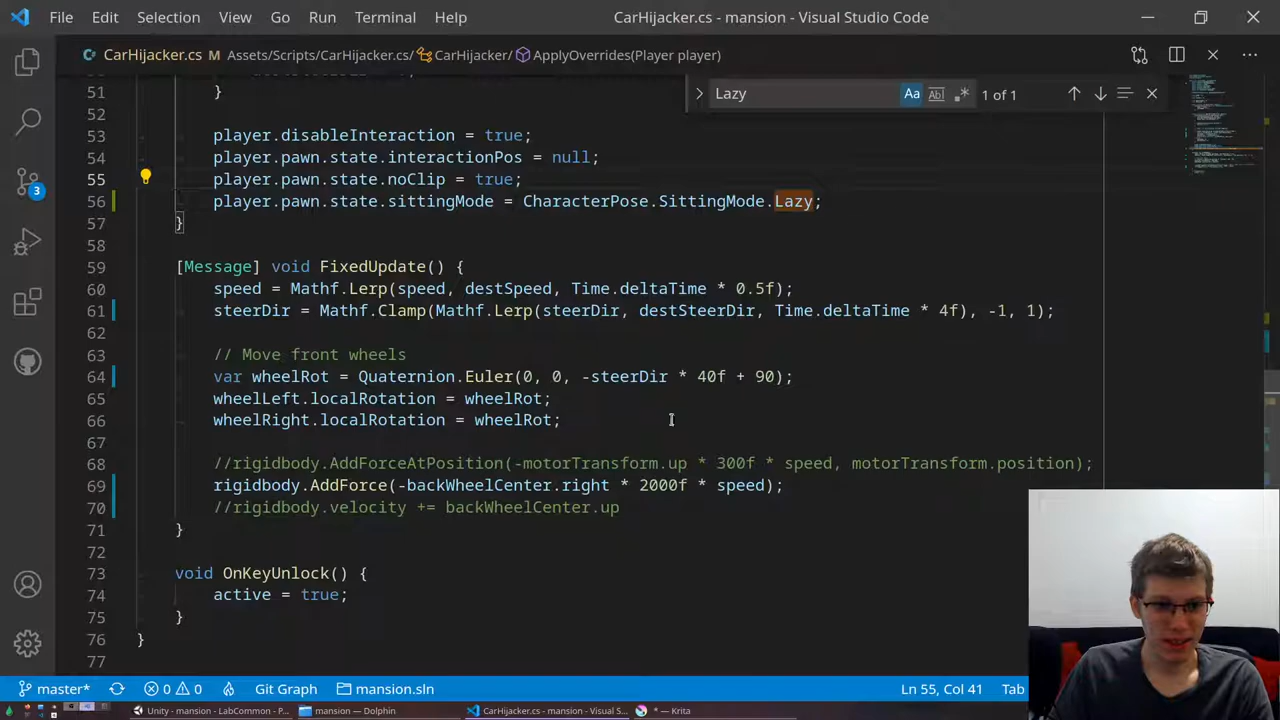 File Edit Selection View Go Run Terminal Help CarHijacker.cs - mansion - Visual Studio Code
CarHijacker.cs M Assets/Scripts/CarHijacker.cs/ CarHijacker/ ApplyOverrides(Player player)
Lazy Aa Ab| .* 1 of 1
51 }
52
53 player.disableInteraction = true;
54 player.pawn.state.interactionPos = null;
55 player.pawn.state.noClip = true;
56 player.pawn.state.sittingMode = CharacterPose.SittingMode.Lazy;
57 }
58
59 [Message] void FixedUpdate() {
60 speed = Mathf.Lerp(speed, destSpeed, Time.deltaTime * 0.5f);
61 steerDir = Mathf.Clamp(Mathf.Lerp(steerDir, destSteerDir, Time.deltaTime * 4f), -1, 1);
62
63 // Move front wheels
64 var wheelRot = Quaternion.Euler(0, 0, -steerDir * 40f + 90);
65 wheelLeft.localRotation = wheelRot;
66 wheelRight.localRotation = wheelRot;
67
68 //rigidbody.AddForceAtPosition(-motorTransform.up * 300f * speed, motorTransform.position);
69 rigidbody.AddForce(-backWheelCenter.right * 2000f * speed);
70 //rigidbody.velocity += backWheelCenter.up
71 }
72
73 void OnKeyUnlock() {
74 active = true;
75 }
76 }
77
3
master* 0 0 Git Graph mansion.sln Ln 55, Col 41 Tab
Unity - mansion - LabCommon - P... mansion — Dolphin CarHijacker.cs - mansion - Visual S... * — Krita